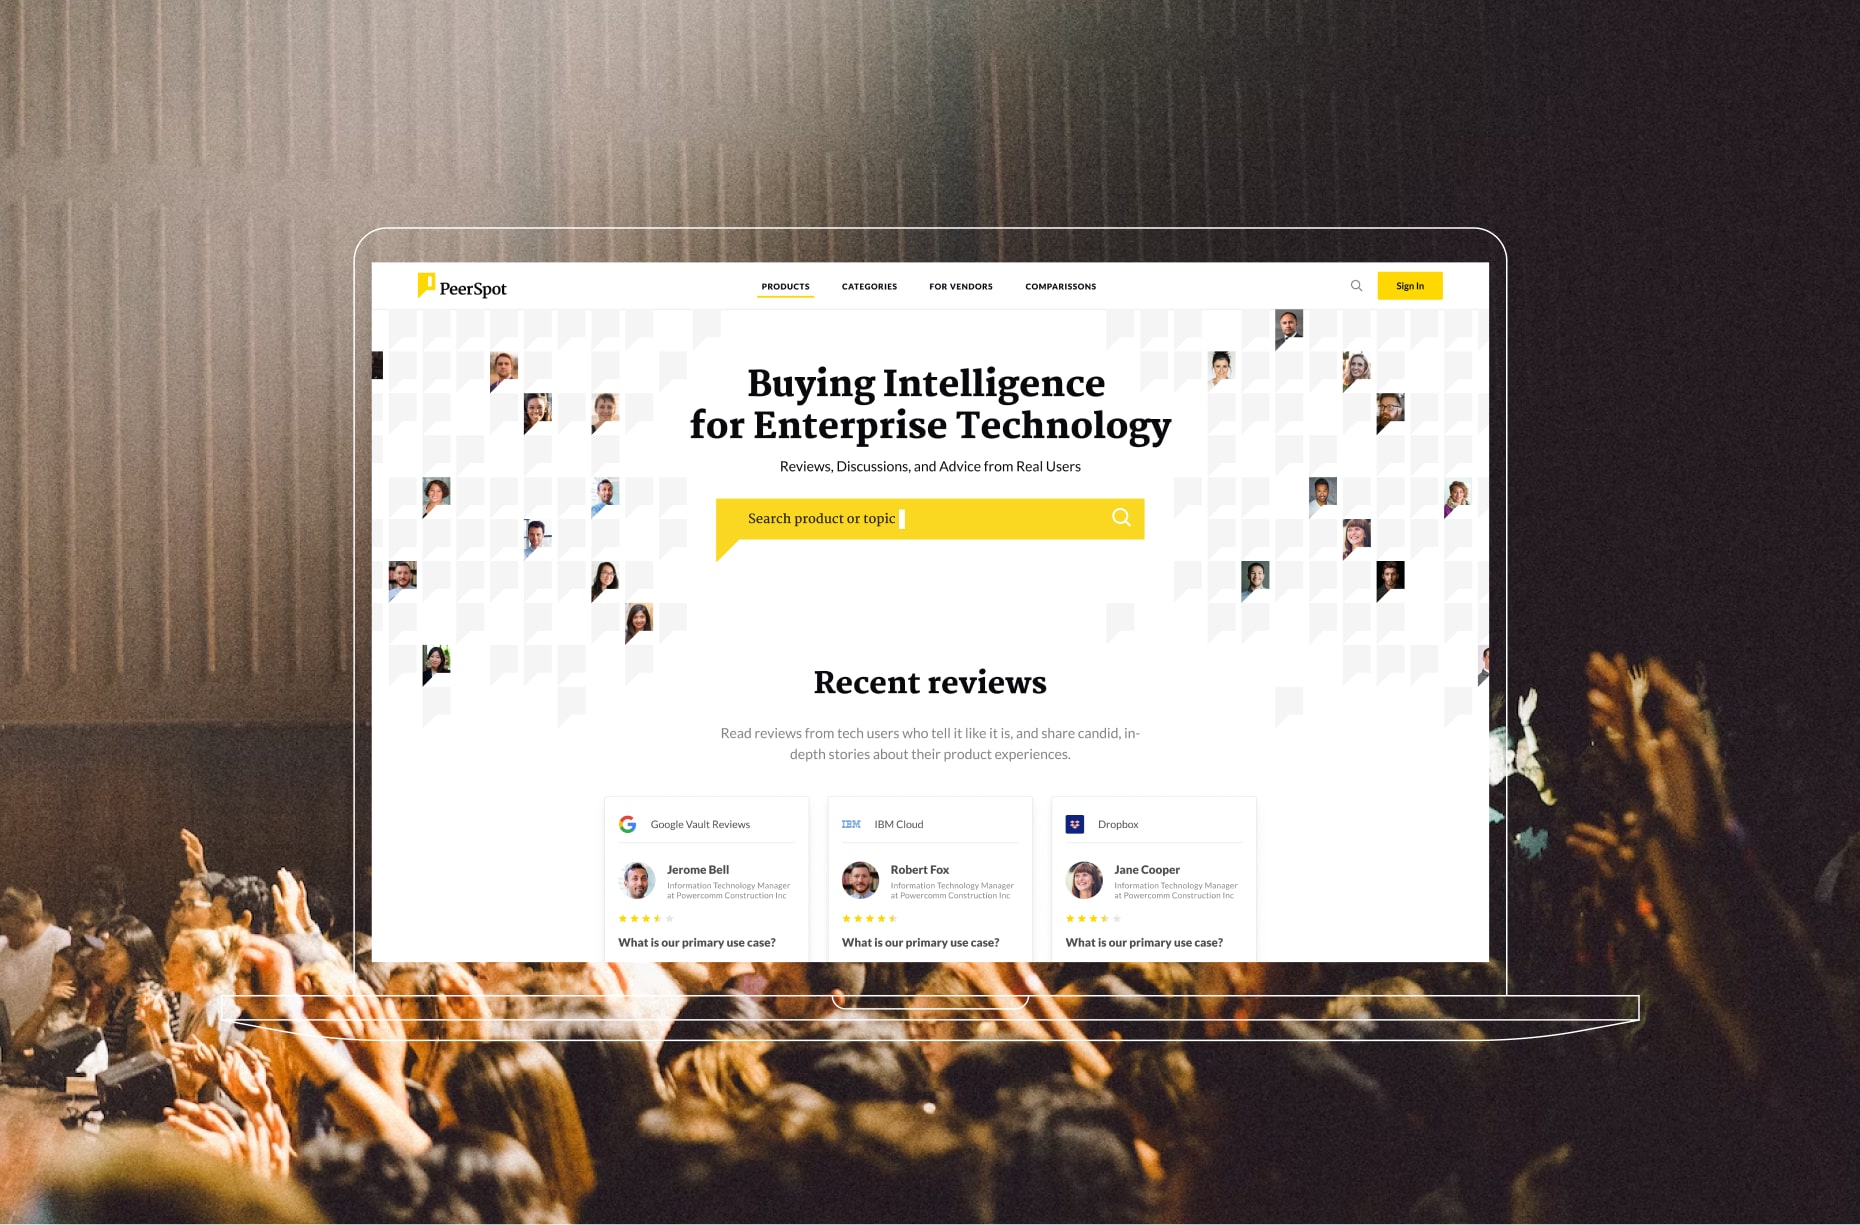 PeerSpot
PRODUCTS
CATEGORIES
FOR VENDORS
COMPARISSONS
Sign In
Buying Intelligence
for Enterprise Technology
Reviews, Discussions, and Advice from Real Users
Search product or topic
Recent reviews
Read reviews from tech users who tell it like it is, and share candid, in-
depth stories about their product experiences.
Google Vault Reviews
Jerome Bell
Information Technology Manager
at Powercomm Construction Inc
What is our primary use case?
IBM
IBM Cloud
Robert Fox
Information Technology Manager
at Powercomm Construction Inc
What is our primary use case?
Dropbox
Jane Cooper
Information Technology Manager
at Powercomm Construction Inc
What is our primary use case?